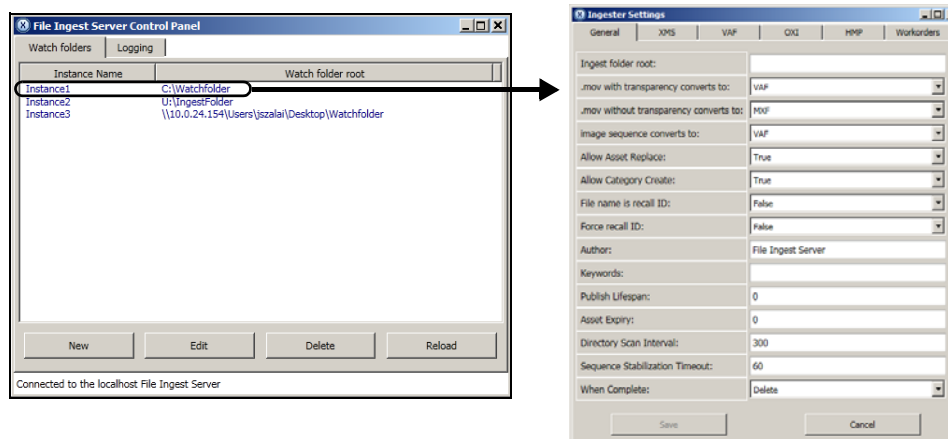 File Ingest Server Control Panel
Watch folders Logging
Instance Name Watch folder root
Instance1 C:\Watchfolder
Instance2 U:\IngestFolder
Instance3 \\10.0.24.154\Users\jszalai\Desktop\Watchfolder
New Edit Delete Reload
Connected to the localhost File Ingest Server
Ingester Settings
General XMS VAF OXI HMP Workorders
Ingest folder root:
.mov with transparency converts to: VAF
.mov without transparency converts to: MXF
image sequence converts to: VAF
Allow Asset Replace: True
Allow Category Create: True
File name is recall ID: False
Force recall ID: False
Author: File Ingest Server
Keywords:
Publish Lifespan: 0
Asset Expiry: 0
Directory Scan Interval: 300
Sequence Stabilization Timeout: 60
When Complete: Delete
Save Cancel